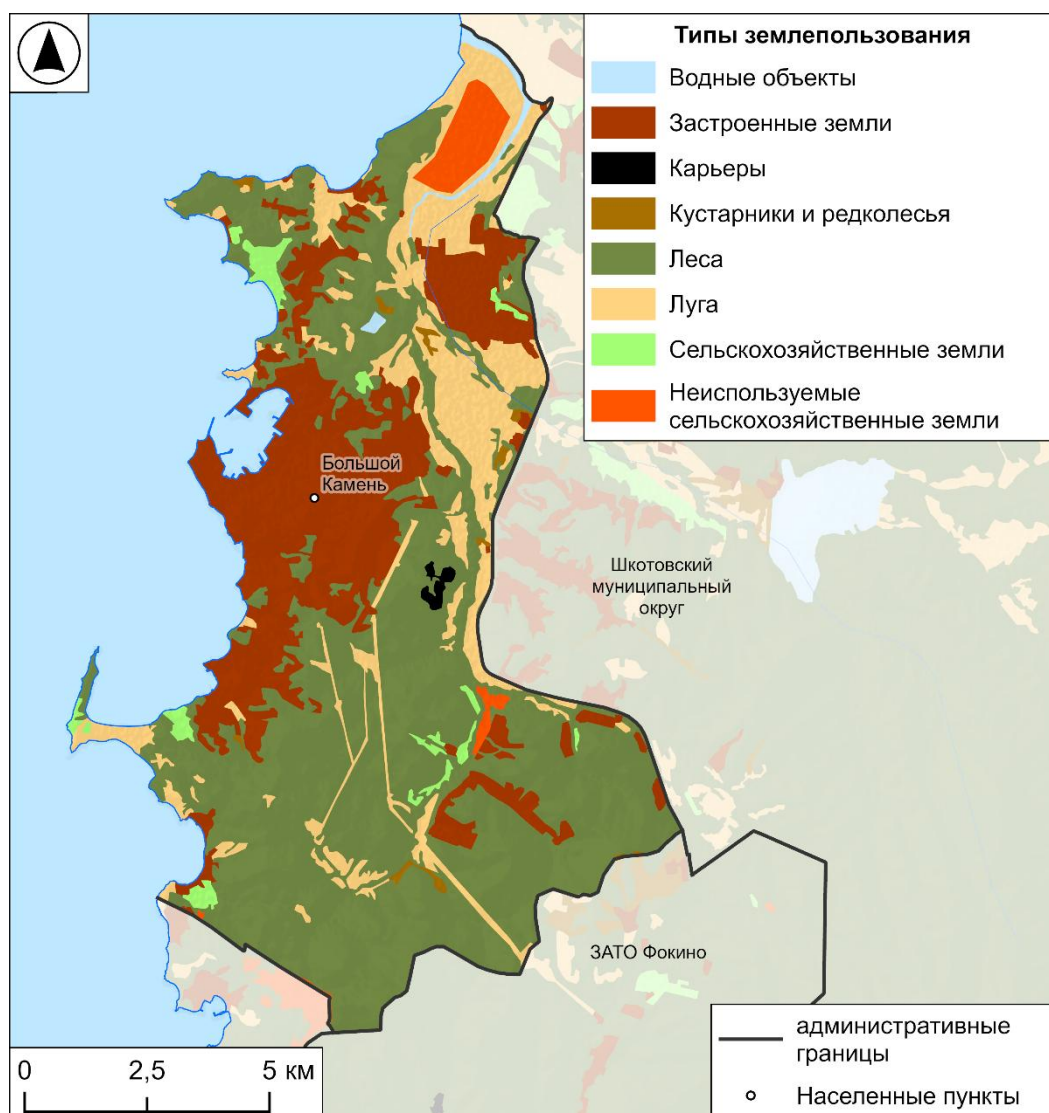 Типы землепользования
Водные объекты
Застроенные земли
Карьеры
Кустарники и редколесья
Леса
Луга
Сельскохозяйственные земли
Неиспользуемые
сельскохозяйственные земли
Большой
Камень
Шкотовский
муниципальный
округ
ЗАТО Фокино
административные
границы
Населенные пункты
0 2,5 5 км